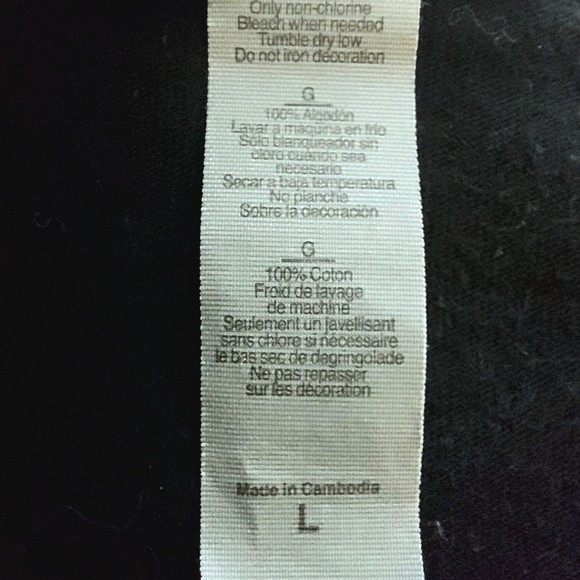 Only non-chlorine
Bleach when needed
Tumble dry low
Do not iron decoration
G
100% Algodón
Lavar a maquina en frio
Sólo blanqueador sin
cloro cuando sea
necesario
Secar a baja temperatura
No planche
Sobre la decoración
G
100% Coton
Froid de lavage
de machine
Seulement un javellisant
sans chlore si nécessaire
le bas sec de degringolade
Ne pas repasser
sur les décoration
Made in Cambodia
L